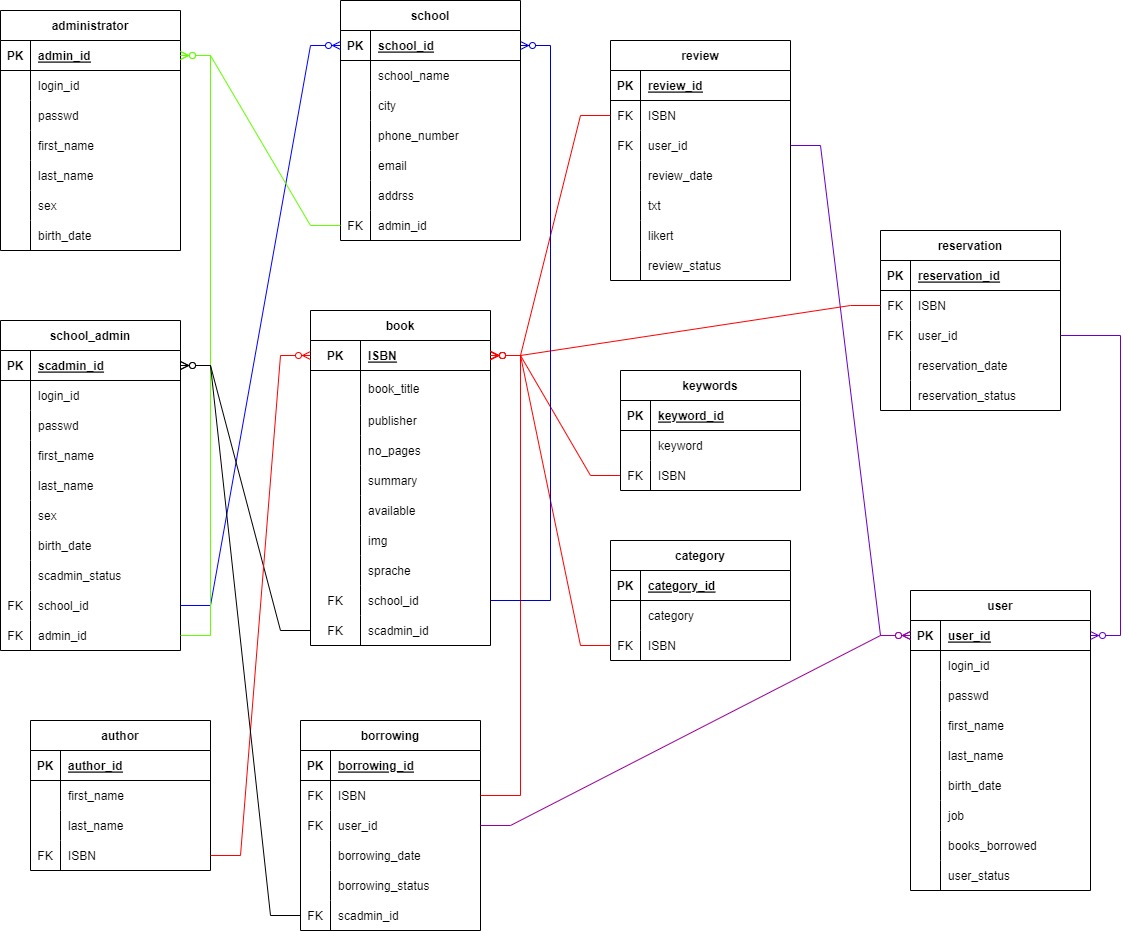 administrator
PK admin_id
login_id
passwd
first_name
last_name
sex
birth_date
school
PK school_id
school_name
city
phone_number
email
addrss
FK admin_id
review
PK review_id
FK ISBN
FK user_id
review_date
txt
likert
review_status
reservation
PK reservation_id
FK ISBN
FK user_id
reservation_date
reservation_status
school_admin
PK scadmin_id
login_id
passwd
first_name
last_name
sex
birth_date
scadmin_status
FK school_id
FK admin_id
book
PK ISBN
book_title
publisher
no_pages
summary
available
img
sprache
FK school_id
FK scadmin_id
keywords
PK keyword_id
keyword
FK ISBN
category
PK category_id
category
FK ISBN
user
PK user_id
login_id
passwd
first_name
last_name
birth_date
job
books_borrowed
user_status
author
PK author_id
first_name
last_name
FK ISBN
borrowing
PK borrowing_id
FK ISBN
FK user_id
borrowing_date
borrowing_status
FK scadmin_id